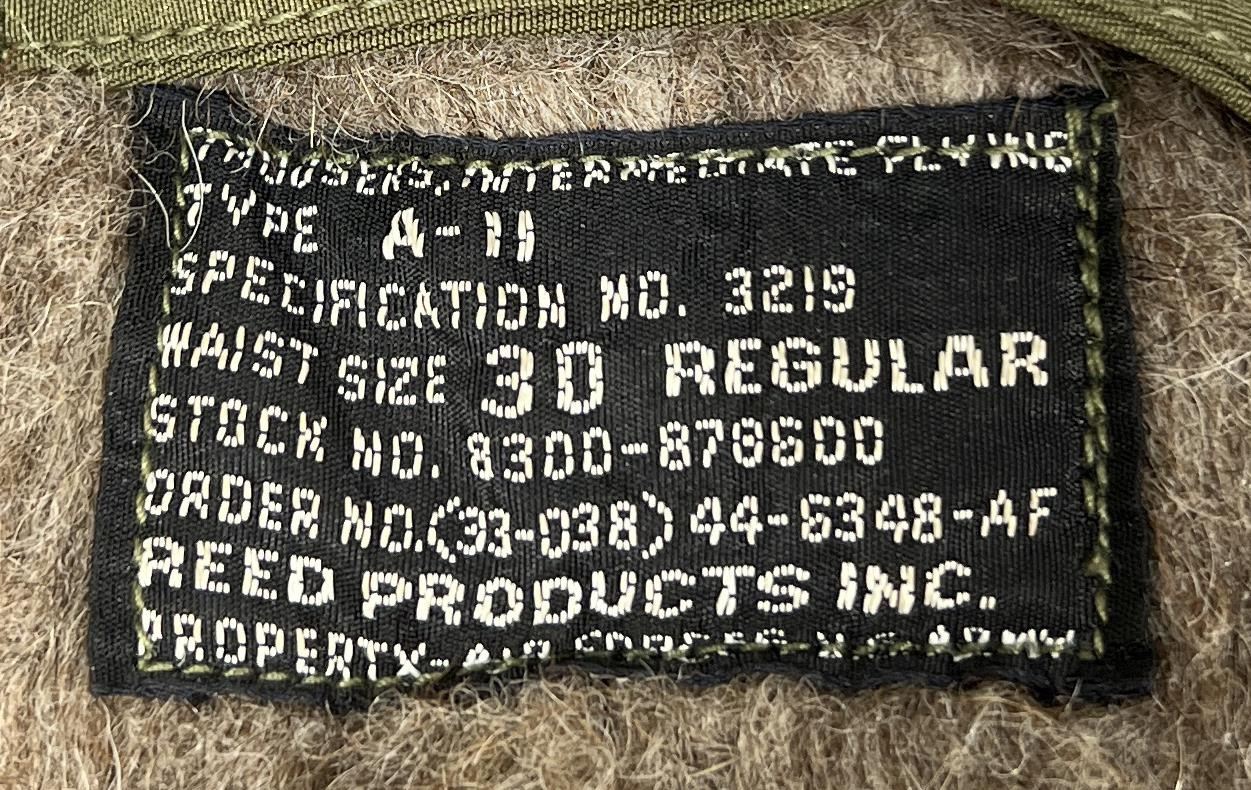 TROUSERS, INTERMEDIATE FLYING
TYPE A-11
SPECIFICATION NO. 3219
WAIST SIZE 30 REGULAR
STOCK NO. 8300-878600
ORDER NO.(33-038) 44-6348-AF
REED PRODUCTS INC.
PROPERTY-AIR FORCES U.S. ARMY